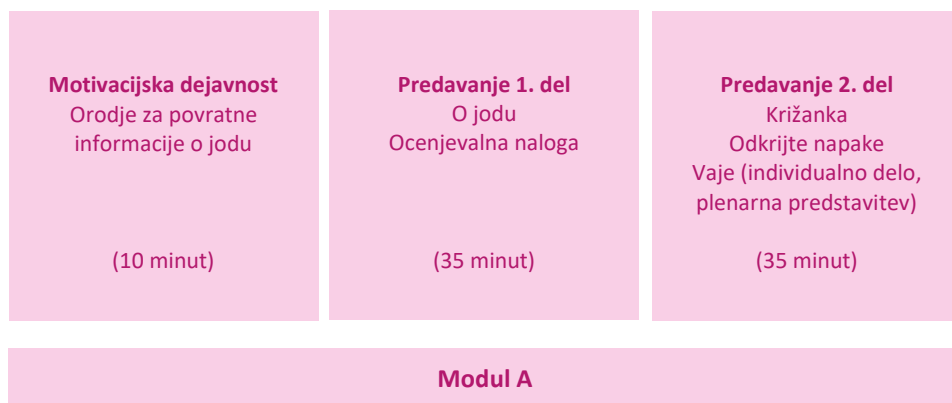 Motivacijska dejavnost
Orodje za povratne
informacije o jodu
(10 minut)
Predavanje 1. del
O jodu
Ocenjevalna naloga
(35 minut)
Predavanje 2. del
Križanka
Odkrijte napake
Vaje (individualno delo,
plenarna predstavitev)
(35 minut)
Modul A